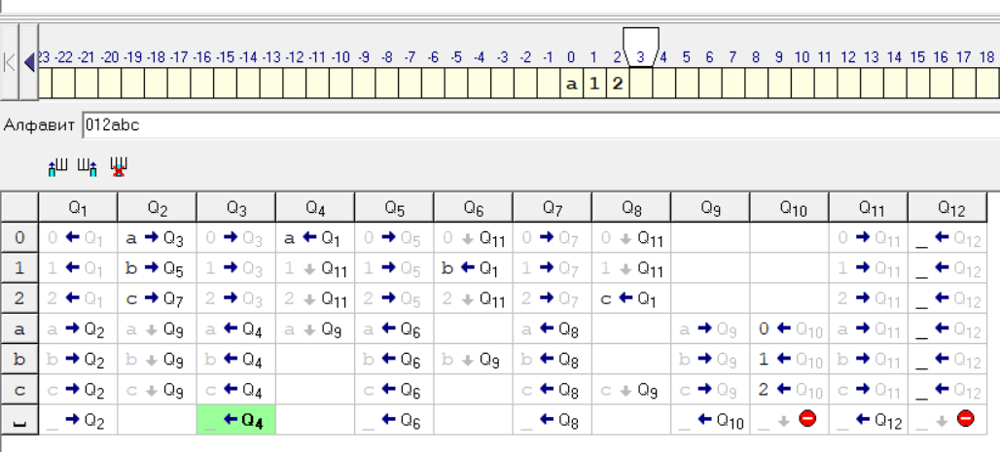 23 -22 -21 -20 -19 -18 -17 -16 -15 -14 -13 -12 -11 -10 -9 -8 -7 -6 -5 -4 -3 -2 -1 0 1 2 3 4 5 6 7 8 9 10 11 12 13 14 15 16 17 18
a 1 2
Алфавит 012abc
Q1 Q2 Q3 Q4 Q5 Q6 Q7 Q8 Q9 Q10 Q11 Q12
0 0 ← Q1 a → Q3 0 → Q3 a ← Q1 0 → Q5 0 ↓ Q11 0 → Q7 0 ↓ Q11 0 → Q11 _ ← Q12
1 1 ← Q1 b → Q5 1 → Q3 1 ↓ Q11 1 → Q5 b ← Q1 1 → Q7 1 ↓ Q11 1 → Q11 _ ← Q12
2 2 ← Q1 c → Q7 2 → Q3 2 ↓ Q11 2 → Q5 2 ↓ Q11 2 → Q7 c ← Q1 2 → Q11 _ ← Q12
a a → Q2 a ↓ Q9 a ← Q4 a ↓ Q9 a ← Q6 a ← Q8 a → Q9 0 ← Q10 a → Q11 _ ← Q12
b b → Q2 b ↓ Q9 b ← Q4 b ← Q6 b ↓ Q9 b ← Q8 b → Q9 1 ← Q10 b → Q11 _ ← Q12
c c → Q2 c ↓ Q9 c ← Q4 c ← Q6 c ← Q8 c ↓ Q9 c → Q9 2 ← Q10 c → Q11 _ ← Q12
_ _ → Q2 _ ← Q4 _ ← Q6 _ ← Q8 _ ← Q10 _ ↓ _ ← Q12 _ ↓